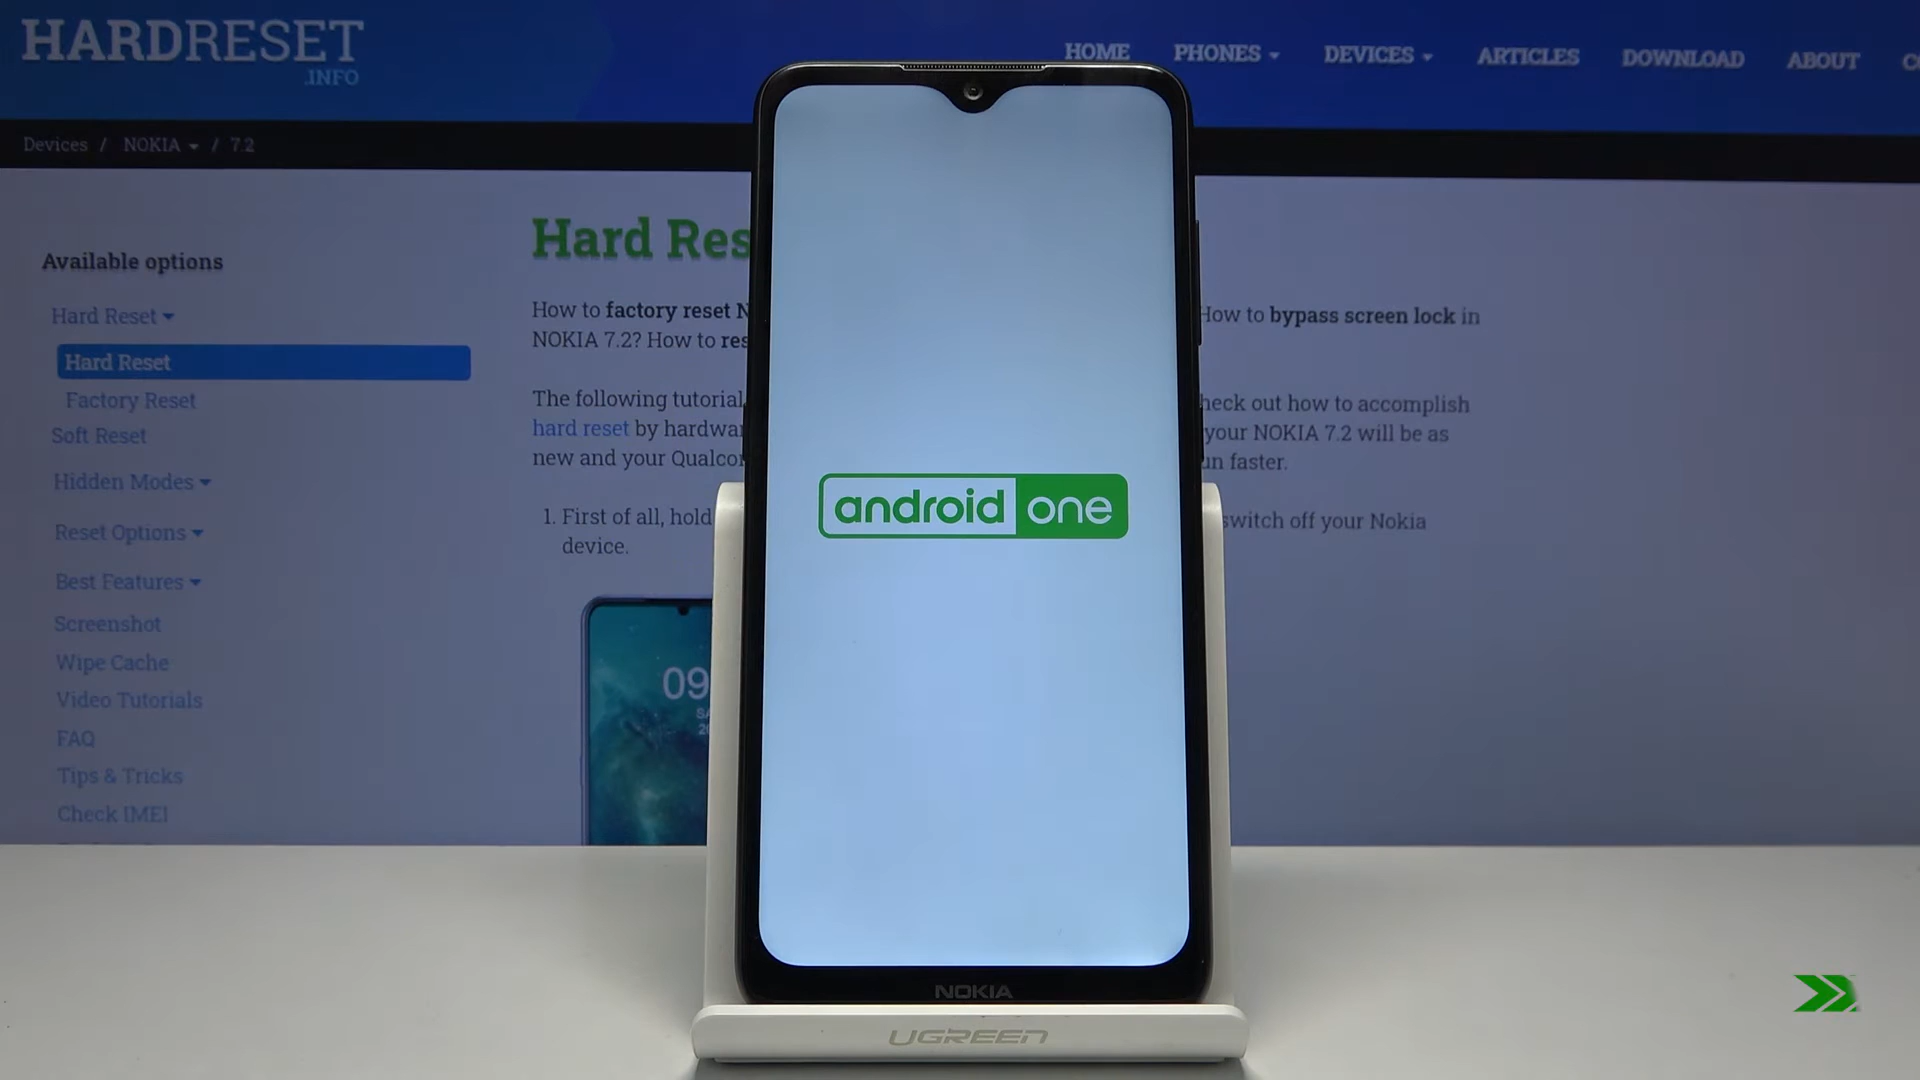 HARDRESET
.INFO
HOME PHONES DEVICES ARTICLES DOWNLOAD ABOUT
Devices / NOKIA / 7.2
Available options
Hard Reset
Hard Reset
Factory Reset
Soft Reset
Hidden Modes
Reset Options
Best Features
Screenshot
Wipe Cache
Video Tutorials
FAQ
Tips & Tricks
Check IMEI
Hard Res
How to factory reset N
How to bypass screen lock in
NOKIA 7.2? How to res
The following tutorial
heck out how to accomplish
hard reset by hardwar
your NOKIA 7.2 will be as
new and your Qualcom
un faster.
1. First of all, hold
switch off your Nokia
device.
09
android one
NOKIA
UGREEN